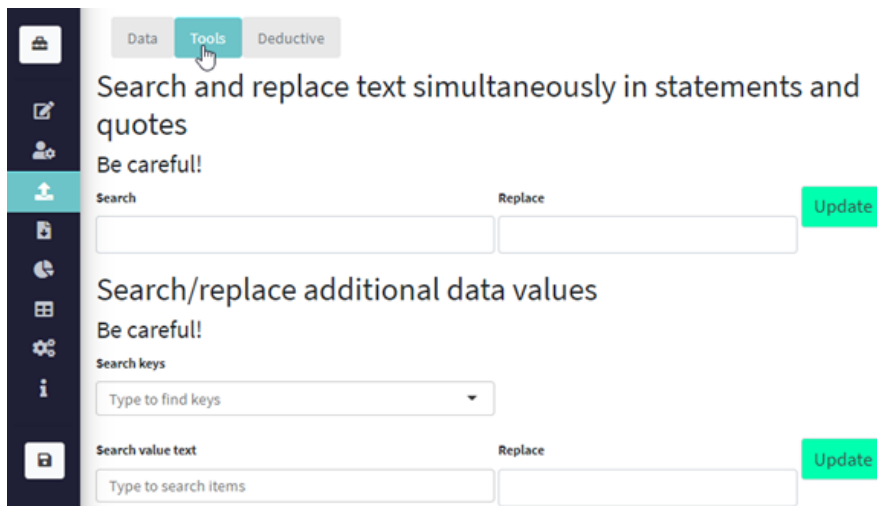 Data Tools Deductive
Search and replace text simultaneously in statements and
quotes
Be careful!
Search Replace
Update
Search/replace additional data values
Be careful!
Search keys
Type to find keys
Search value text Replace
Update
Type to search items